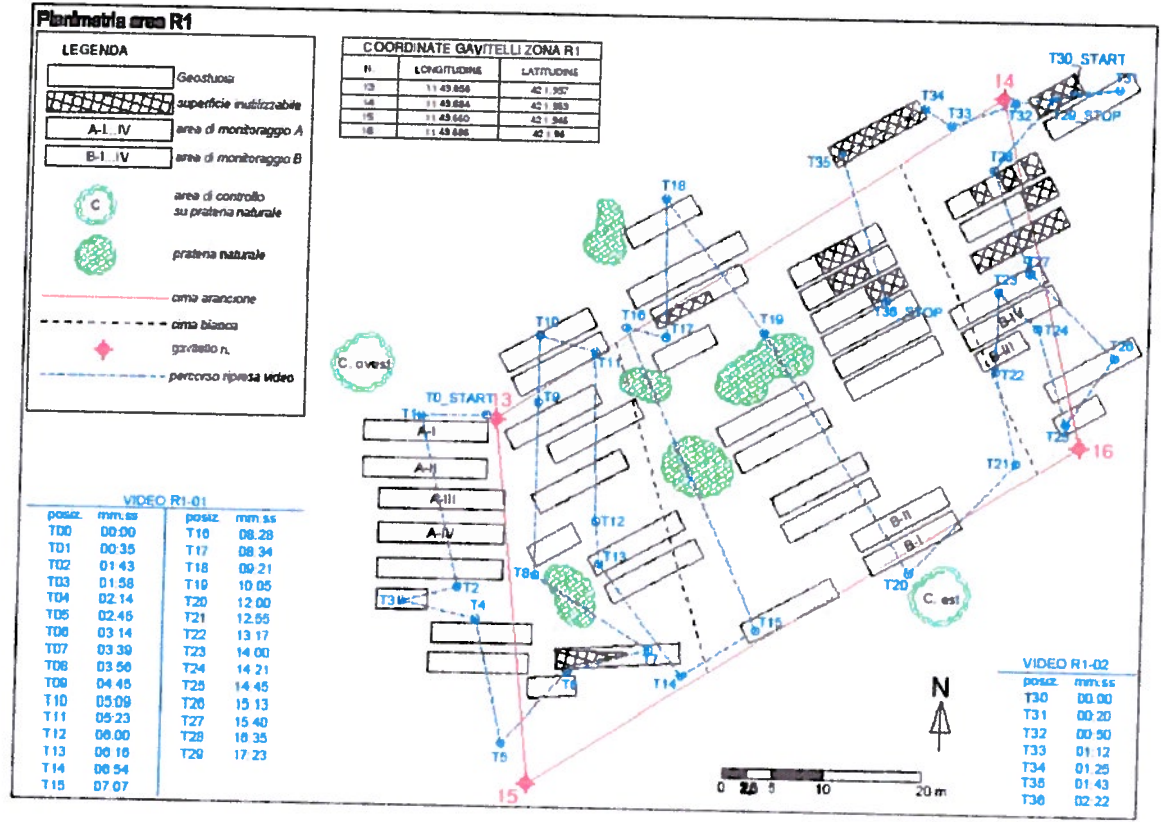 Planimetria area R1
LEGENDA
Geostuoia
superficie inutilizzabile
A-I...IV area di monitoraggio A
B-I...IV area di monitoraggio B
C area di controllo
su prateria naturale
prateria naturale
cima arancione
cima bianca
gavitello n.
percorso ripresa video
COORDINATE GAVITELLI ZONA R1
N. LONGITUDINE LATITUDINE
13
14
15
16
T30_START
T31
14
T34
T33
T32
T29_STOP
T35
T28
T18
T27
T23
T36_STOP
B-IV
T24
T16
T17
T19
T10
T11
B-III
T26
T22
C. ovest
T0_START
13
T1
T9
A-I
T25
16
A-II
T21
A-III
B-II
A-IV
T12
B-I
T13
T8
T20
T2
T3
C. est
T4
T15
T7
T14
T6
T5
15
N
0 2,5 5 10 20 m
VIDEO R1-01
posiz. mm:ss posiz. mm:ss
T00 00:00 T16 08:28
T01 00:35 T17 08:34
T02 01:43 T18 09:21
T03 01:58 T19 10:05
T04 02:14 T20 12:00
T05 02:45 T21 12:55
T06 03:14 T22 13:17
T07 03:39 T23 14:00
T08 03:56 T24 14:21
T09 04:45 T25 14:45
T10 05:09 T26 15:13
T11 05:23 T27 15:40
T12 06:00 T28 16:35
T13 06:16 T29 17:23
T14 06:54
T15 07:07
VIDEO R1-02
posiz. mm:ss
T30 00:00
T31 00:20
T32 00:50
T33 01:12
T34 01:25
T35 01:43
T36 02:22